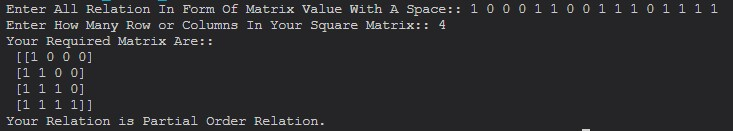 Enter All Relation In Form Of Matrix Value With A Space:: 1 0 0 0 1 1 0 0 1 1 1 0 1 1 1 1
Enter How Many Row or Columns In Your Square Matrix:: 4
Your Required Matrix Are::
[[1 0 0 0]
[1 1 0 0]
[1 1 1 0]
[1 1 1 1]]
Your Relation is Partial Order Relation.